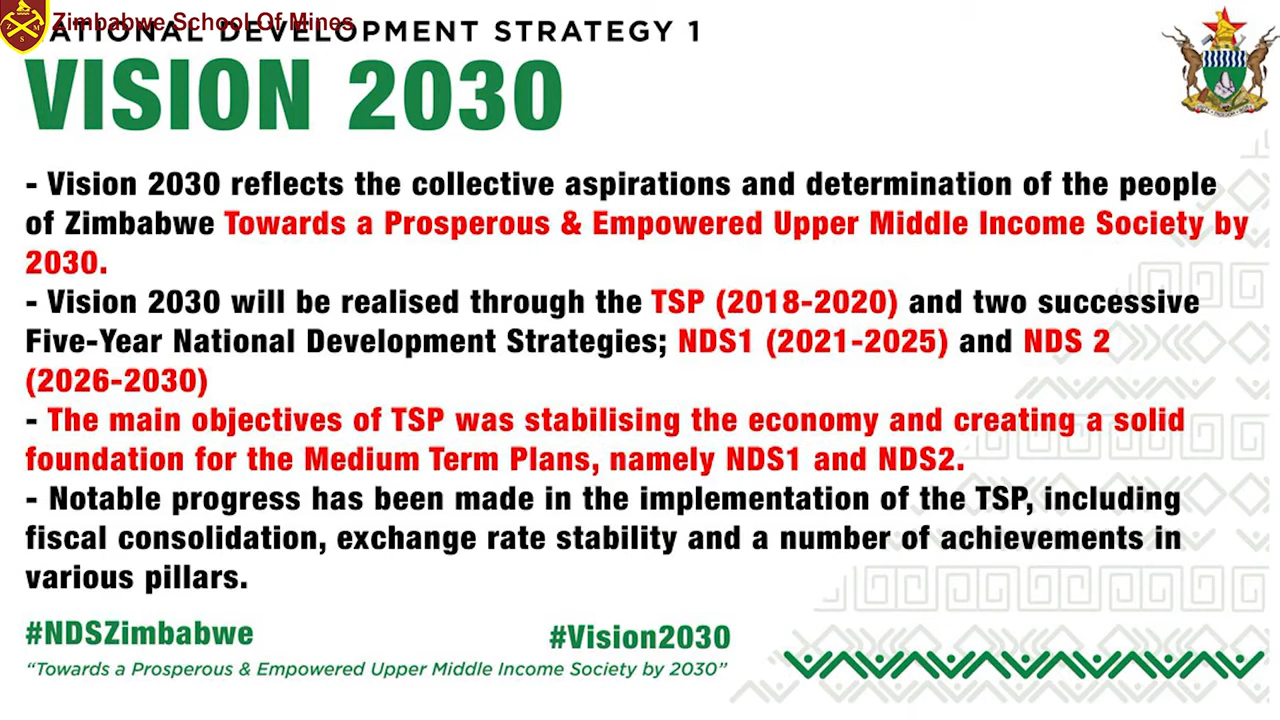 Zimbabwe School Of Mines
NATIONAL DEVELOPMENT STRATEGY 1
VISION 2030
- Vision 2030 reflects the collective aspirations and determination of the people
of Zimbabwe Towards a Prosperous & Empowered Upper Middle Income Society by
2030.
- Vision 2030 will be realised through the TSP (2018-2020) and two successive
Five-Year National Development Strategies; NDS1 (2021-2025) and NDS 2
(2026-2030)
- The main objectives of TSP was stabilising the economy and creating a solid
foundation for the Medium Term Plans, namely NDS1 and NDS2.
- Notable progress has been made in the implementation of the TSP, including
fiscal consolidation, exchange rate stability and a number of achievements in
various pillars.
#NDSZimbabwe
#Vision2030
“Towards a Prosperous & Empowered Upper Middle Income Society by 2030”